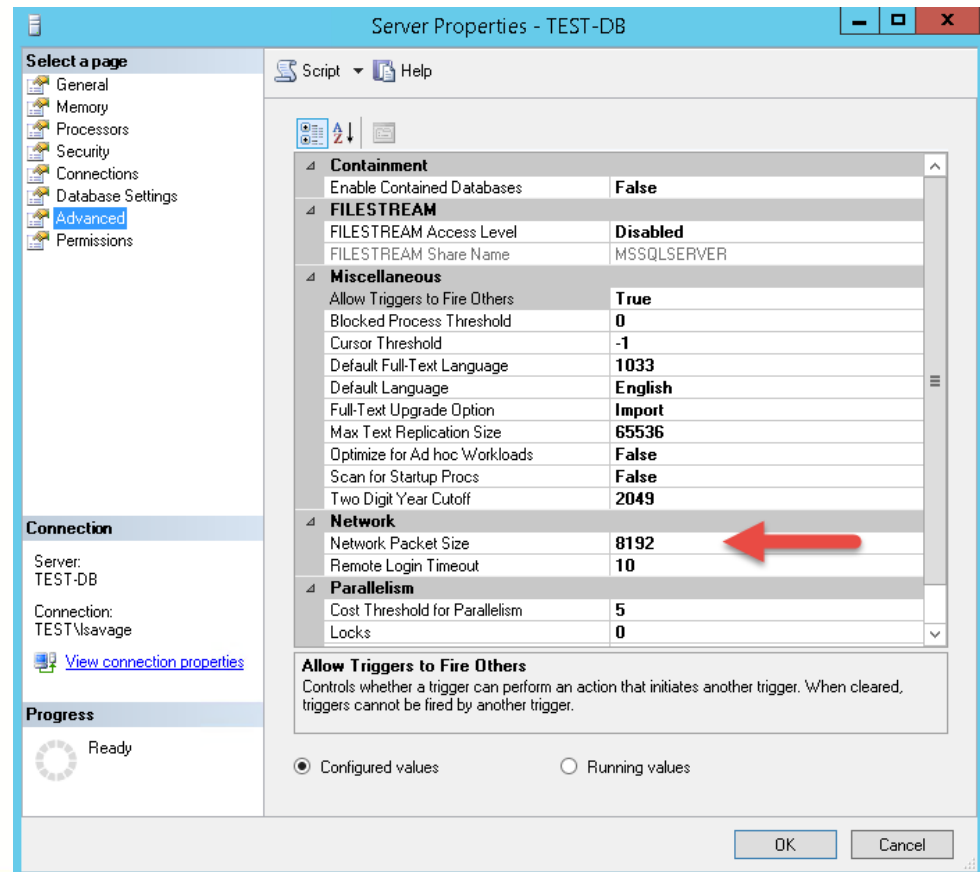 Server Properties - TEST-DB
Select a page
General
Memory
Processors
Security
Connections
Database Settings
Advanced
Permissions
Script Help
Containment
Enable Contained Databases False
FILESTREAM
FILESTREAM Access Level Disabled
FILESTREAM Share Name MSSQLSERVER
Miscellaneous
Allow Triggers to Fire Others True
Blocked Process Threshold 0
Cursor Threshold -1
Default Full-Text Language 1033
Default Language English
Full-Text Upgrade Option Import
Max Text Replication Size 65536
Optimize for Ad hoc Workloads False
Scan for Startup Procs False
Two Digit Year Cutoff 2049
Network
Network Packet Size 8192
Remote Login Timeout 10
Parallelism
Cost Threshold for Parallelism 5
Locks 0
Connection
Server:
TEST-DB
Connection:
TEST\lsavage
View connection properties
Progress
Ready
Allow Triggers to Fire Others
Controls whether a trigger can perform an action that initiates another trigger. When cleared,
triggers cannot be fired by another trigger.
Configured values Running values
OK Cancel